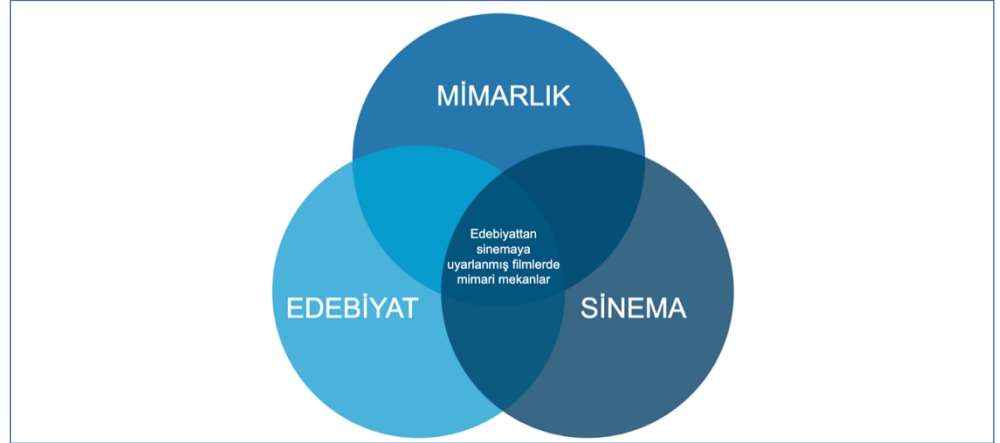 MİMARLIK
Edebiyattan
sinemaya
uyarlanmış filmlerde
mimari mekanlar
EDEBİYAT
SİNEMA